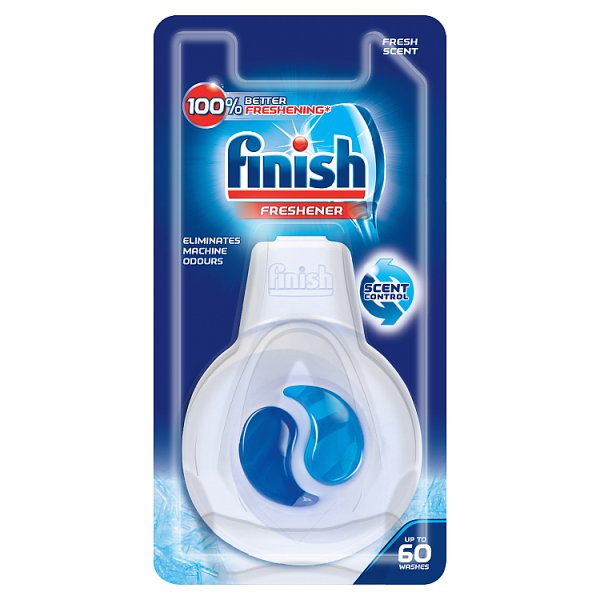 FRESH
SCENT
100% BETTER
FRESHENING*
finish
FRESHENER
ELIMINATES
MACHINE
ODOURS
finish
SCENT
CONTROL
UP TO
60
WASHES